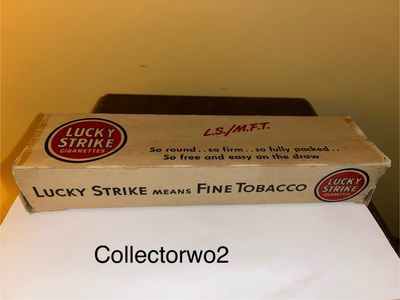 LUCKY
STRIKE
CIGARETTES
L.S./M.F.T.
So round..so firm..so fully packed..
So free and easy on the draw
LUCKY STRIKE MEANS FINE TOBACCO
LUCKY
STRIKE
CIGARETTES
Collectorwo2